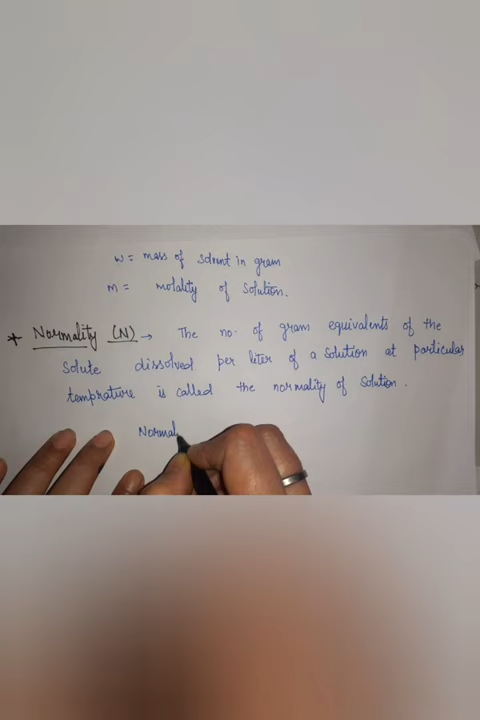 w = mass of solvent in gram
m = molality of solution.
* Normality (N) → The no. of gram equivalents of the
solute dissolved per liter of a solution at particular
temprature is called the normality of solution.
Normal